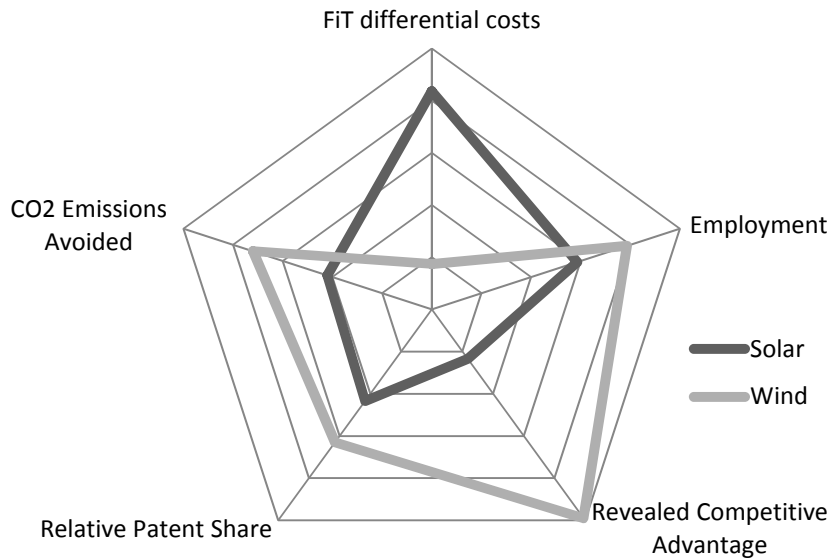 FiT differential costs
CO2 Emissions
Avoided
Employment
Solar
Wind
Relative Patent Share
Revealed Competitive
Advantage